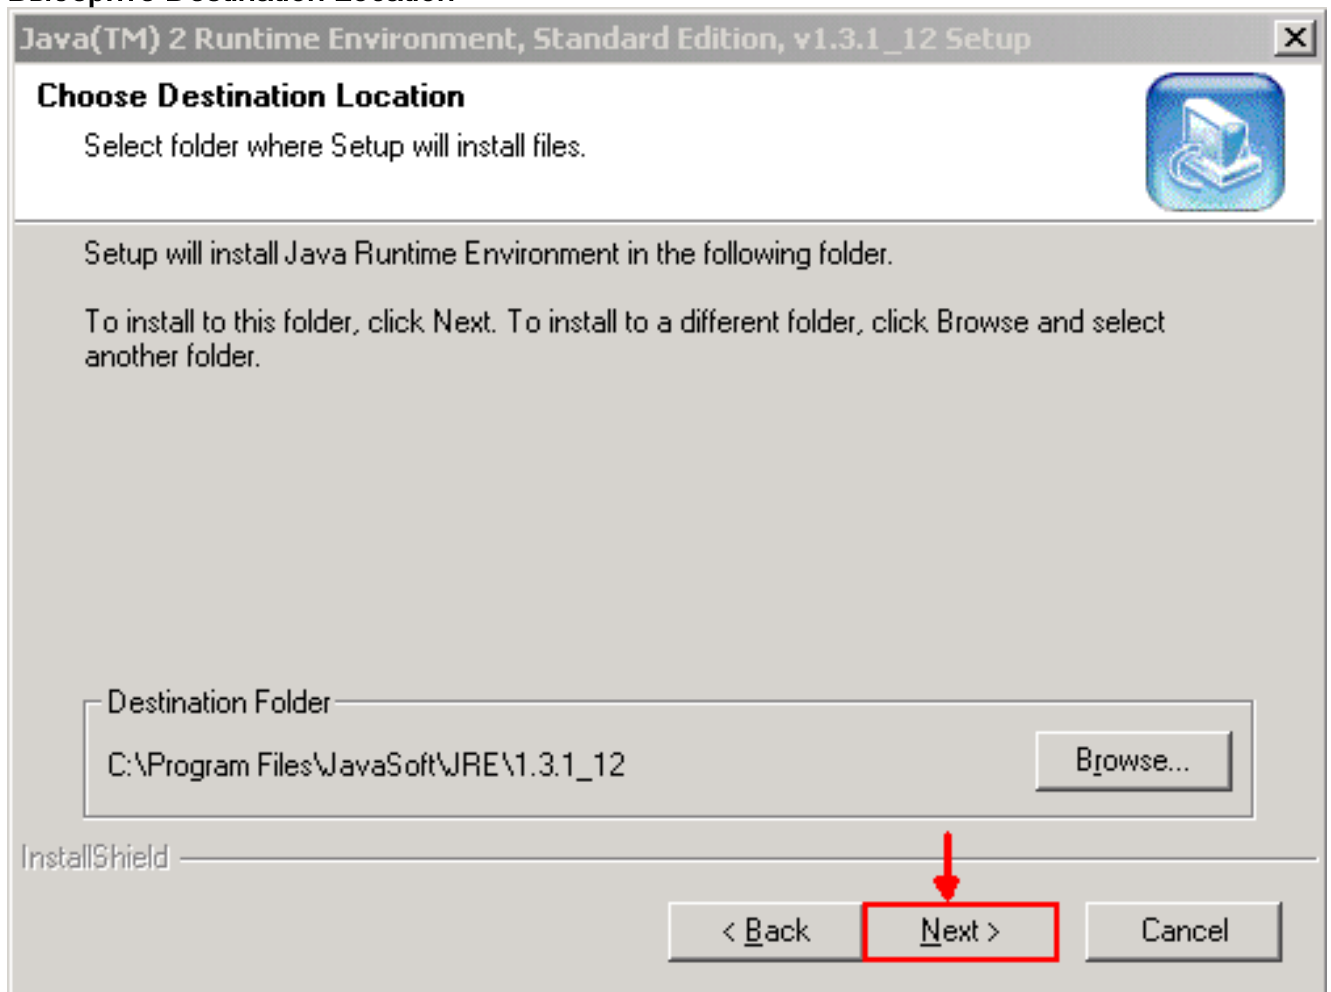 Destination Location
Java(TM) 2 Runtime Environment, Standard Edition, v1.3.1_12 Setup
Choose Destination Location
Select folder where Setup will install files.
Setup will install Java Runtime Environment in the following folder.
To install to this folder, click Next. To install to a different folder, click Browse and select
another folder.
Destination Folder
C:\Program Files\JavaSoft\JRE\1.3.1_12
Browse...
InstallShield
< Back
Next >
Cancel